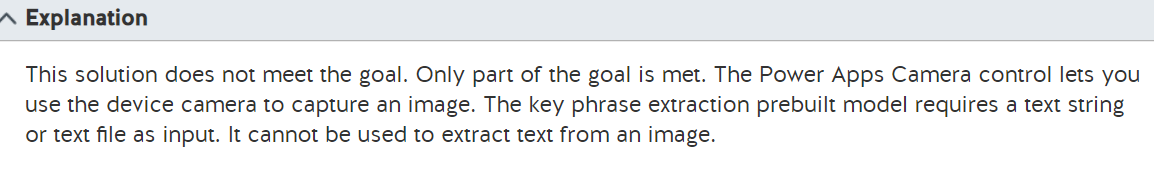 Explanation
This solution does not meet the goal. Only part of the goal is met. The Power Apps Camera control lets you
use the device camera to capture an image. The key phrase extraction prebuilt model requires a text string
or text file as input. It cannot be used to extract text from an image.